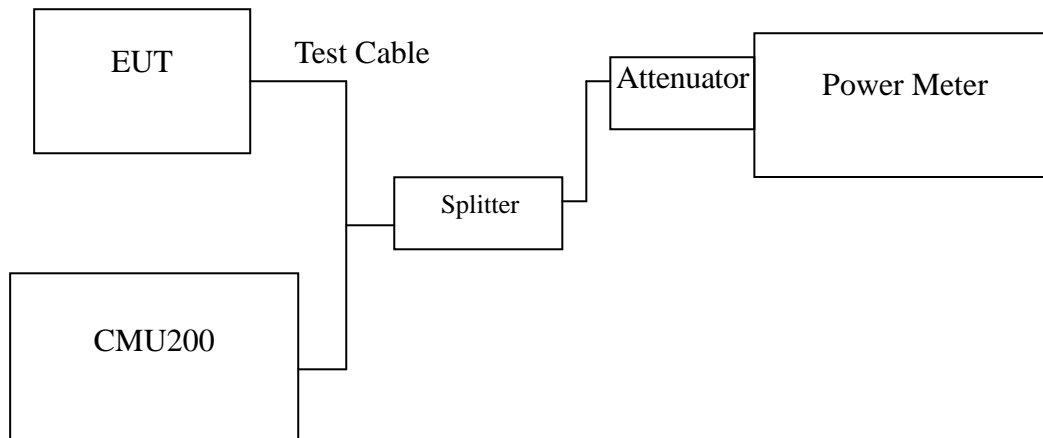 EUT
Test Cable
Attenuator
Power Meter
Splitter
CMU200